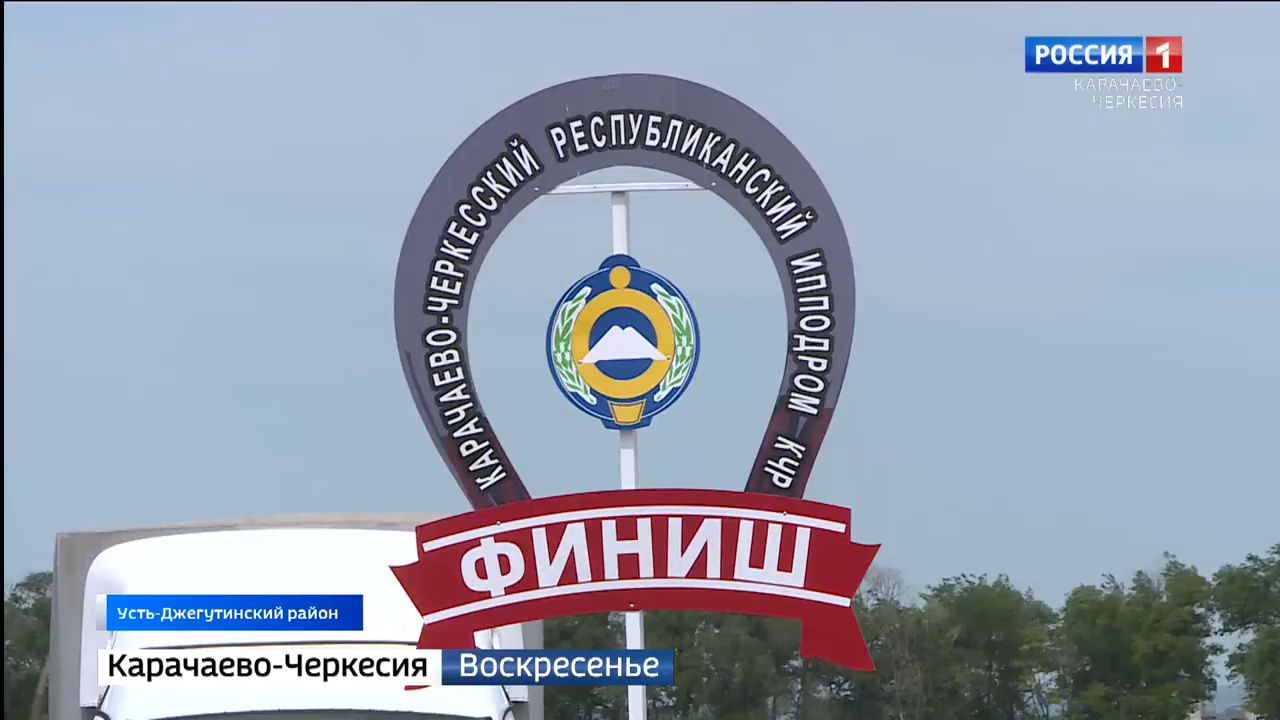 РОССИЯ 1
КАРАЧАЕВО-
ЧЕРКЕСИЯ
КАРАЧАЕВО-ЧЕРКЕССКИЙ РЕСПУБЛИКАНСКИЙ ИППОДРОМ КЧР
ФИНИШ
Усть-Джегутинский район
Карачаево-Черкесия Воскресенье